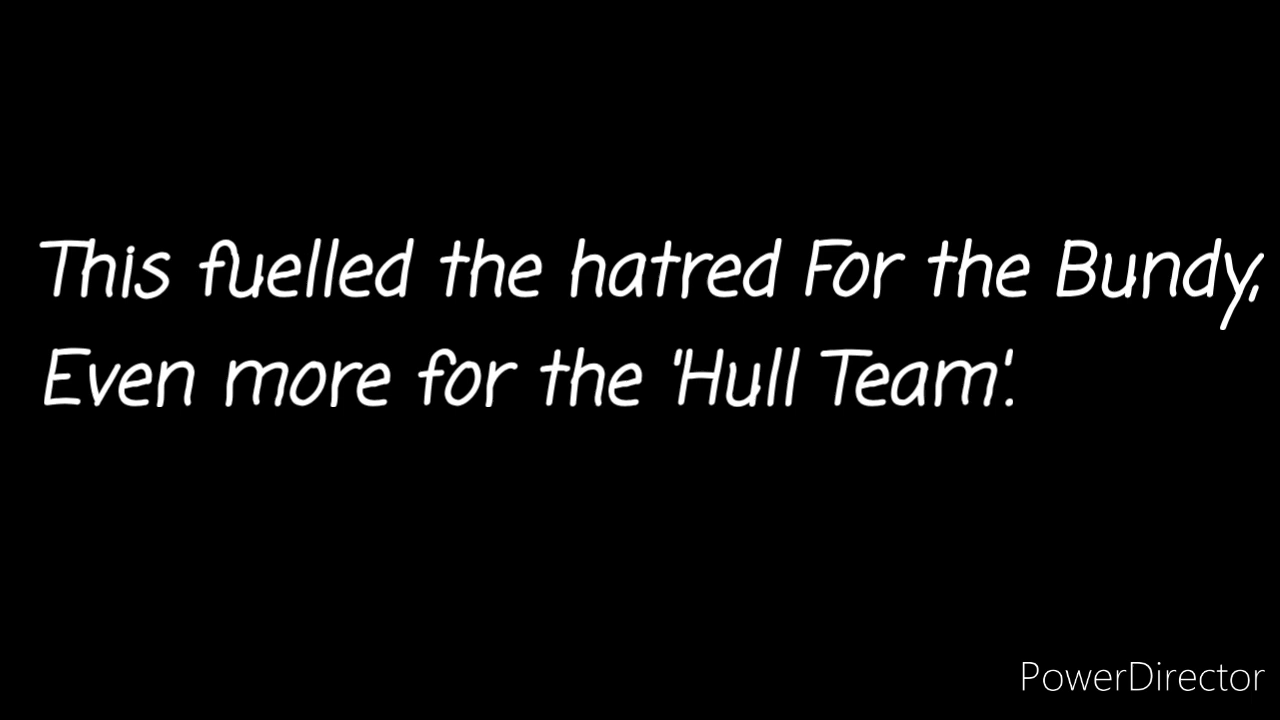 This fuelled the hatred For the Bundy,
Even more for the 'Hull Team'.
PowerDirector